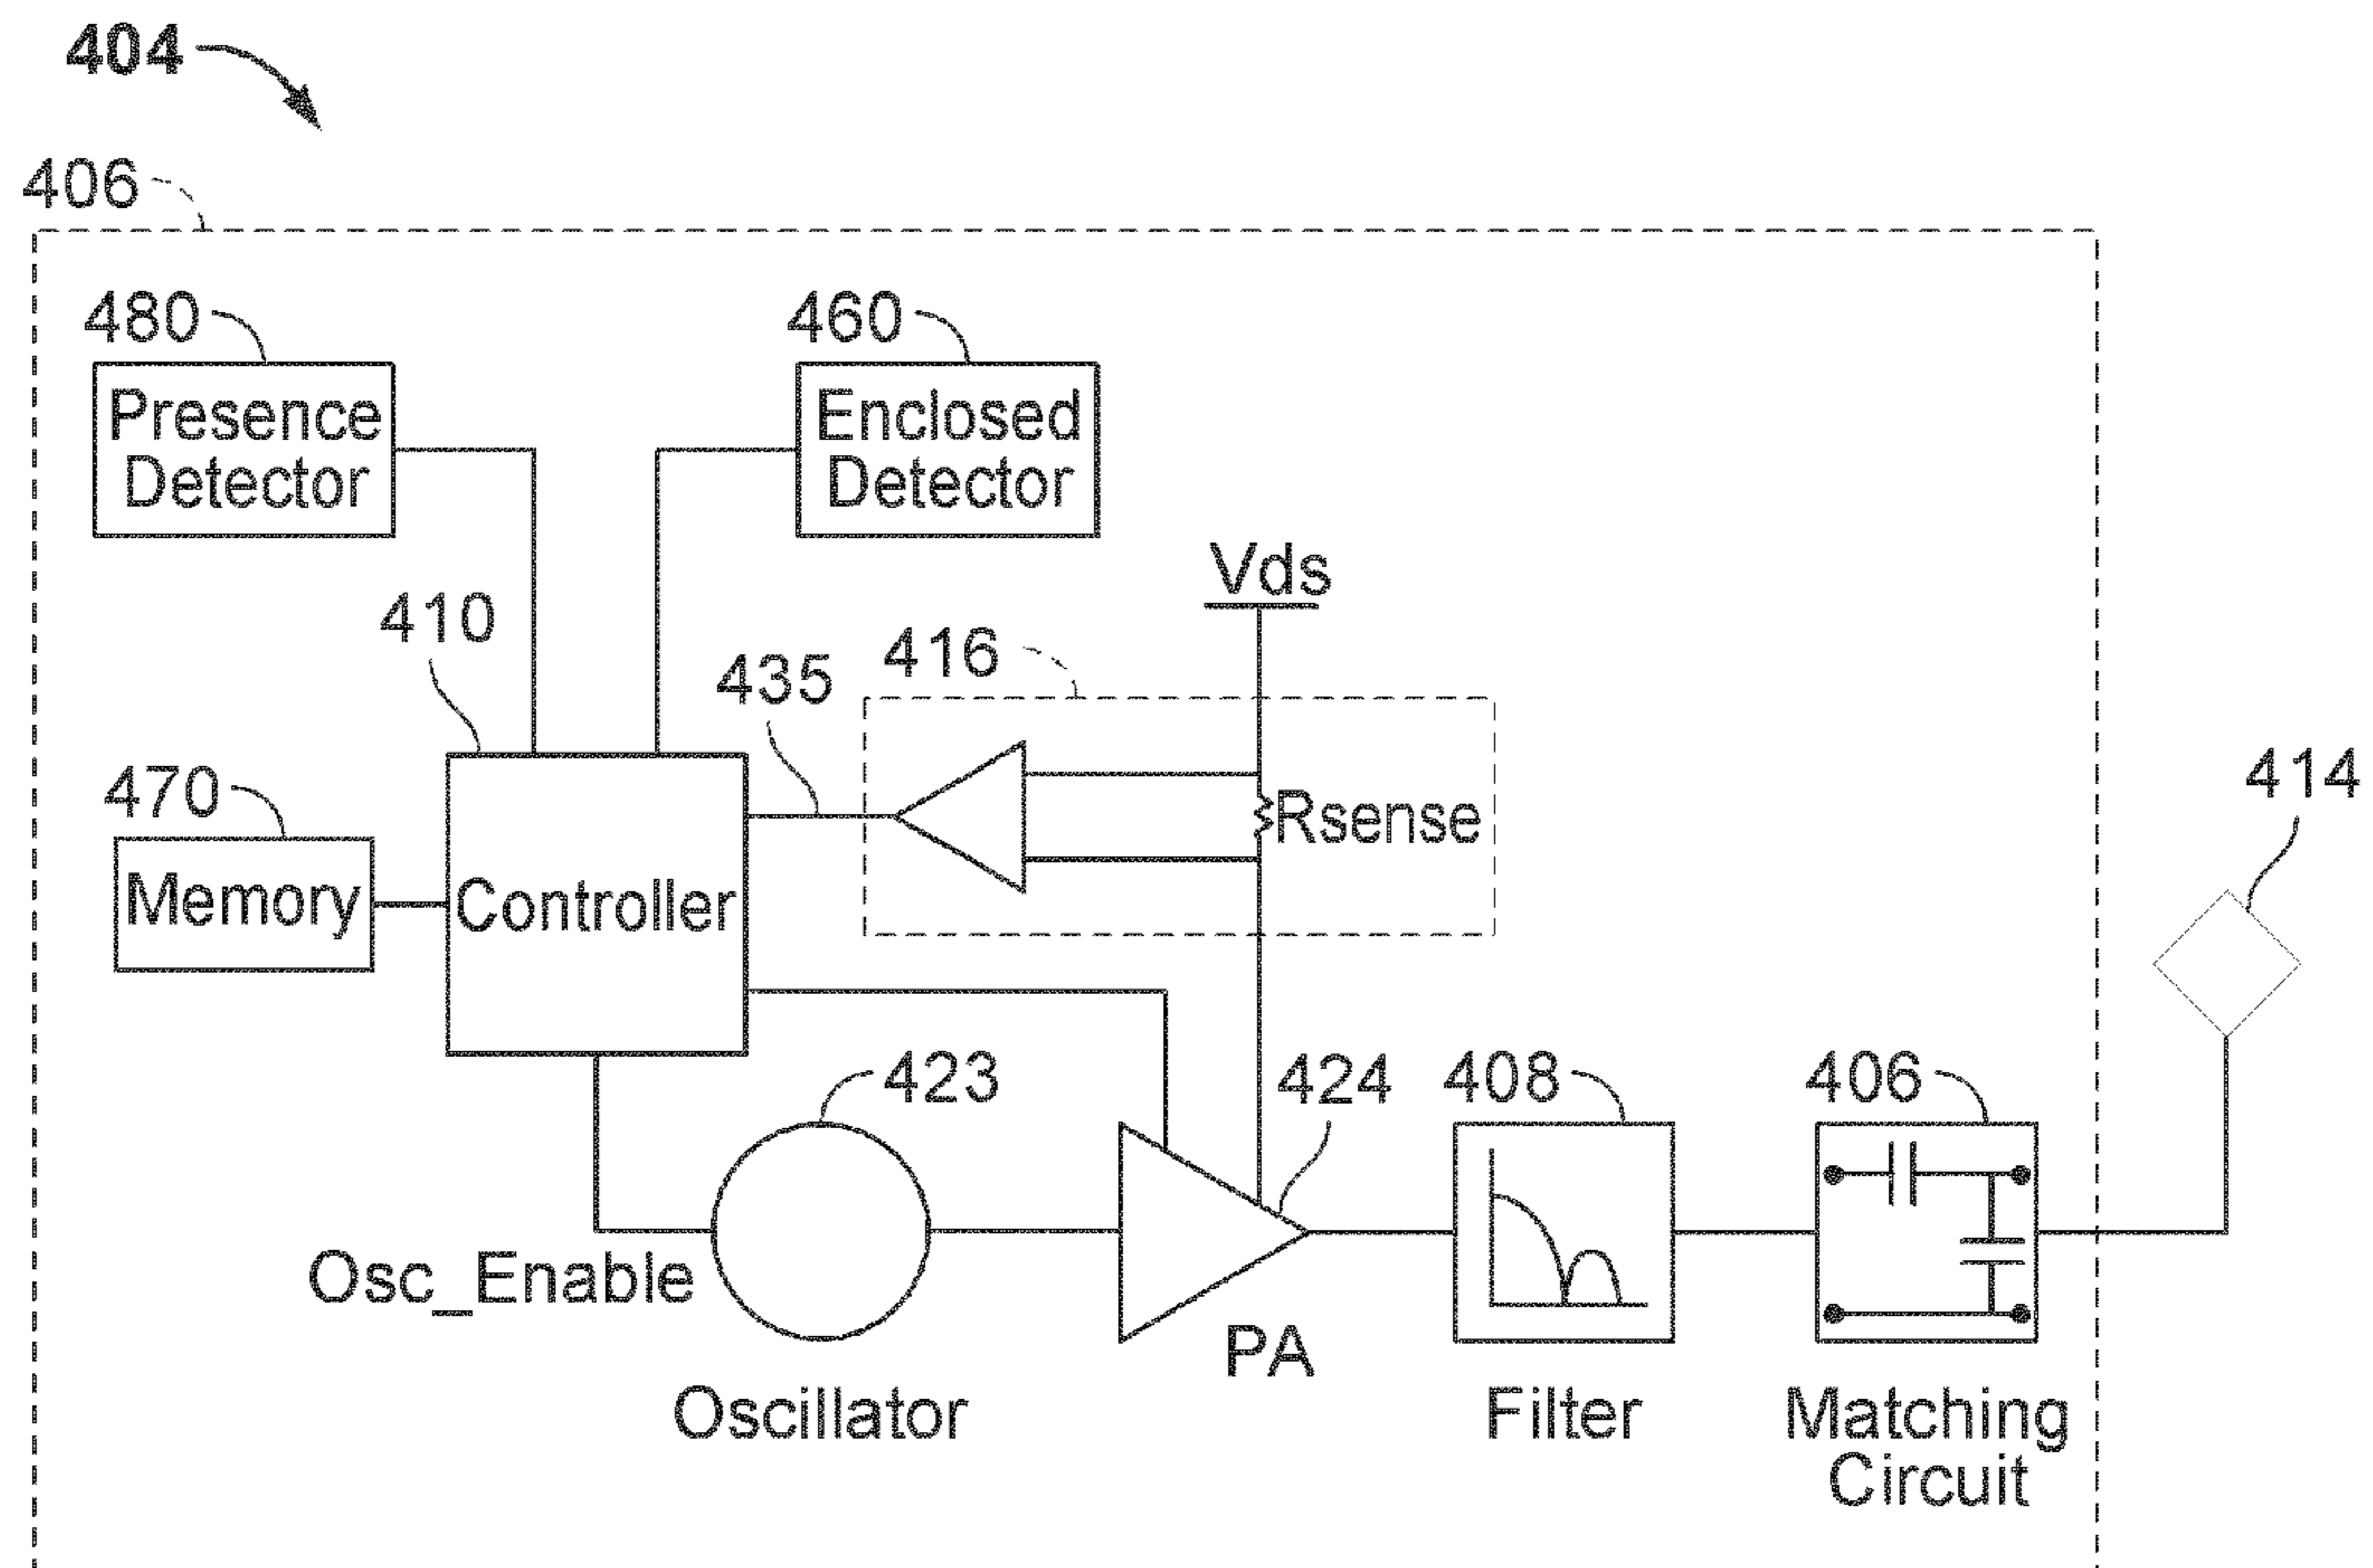 404
406
480
460
Presence
Detector
Enclosed
Detector
Vds
410
416
435
470
414
Rsense
Memory
Controller
423
424
408
406
Osc_Enable
PA
Oscillator
Filter
Matching
Circuit